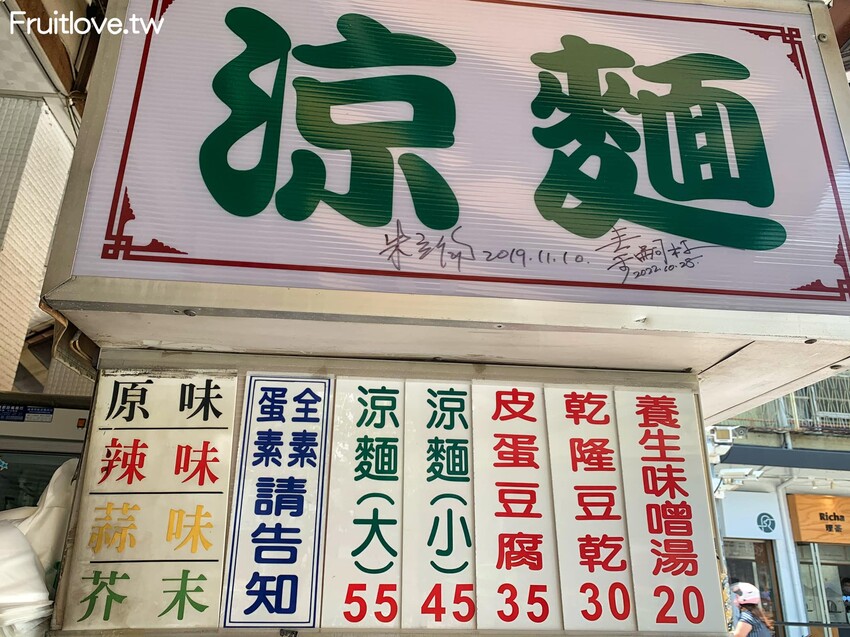 Fruitlove.tw
涼麵
2019.11.10.
2022.10.28.
原味
辣味
蒜味
芥末
全素
蛋素
請告知
涼麵(大)55
涼麵(小)45
皮蛋豆腐35
乾隆豆乾30
養生味噌湯20
Richa